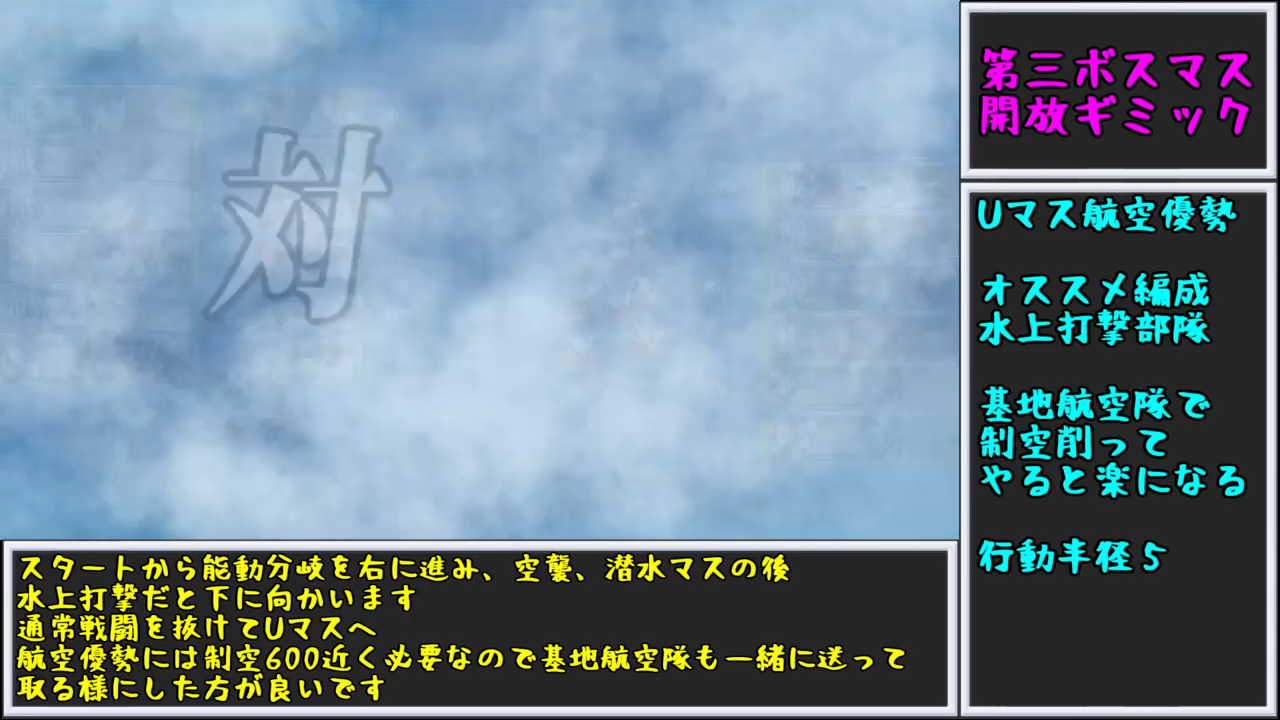 対
第三ボスマス
開放ギミック
Uマス航空優勢
オススメ編成
水上打撃部隊
基地航空隊で
制空削って
やると楽になる
行動半径5
スタートから能動分岐を右に進み、空襲、潜水マスの後
水上打撃だと下に向かいます
通常戦闘を抜けてUマスへ
航空優勢には制空600近く必要なので基地航空隊も一緒に送って
取る様にした方が良いです